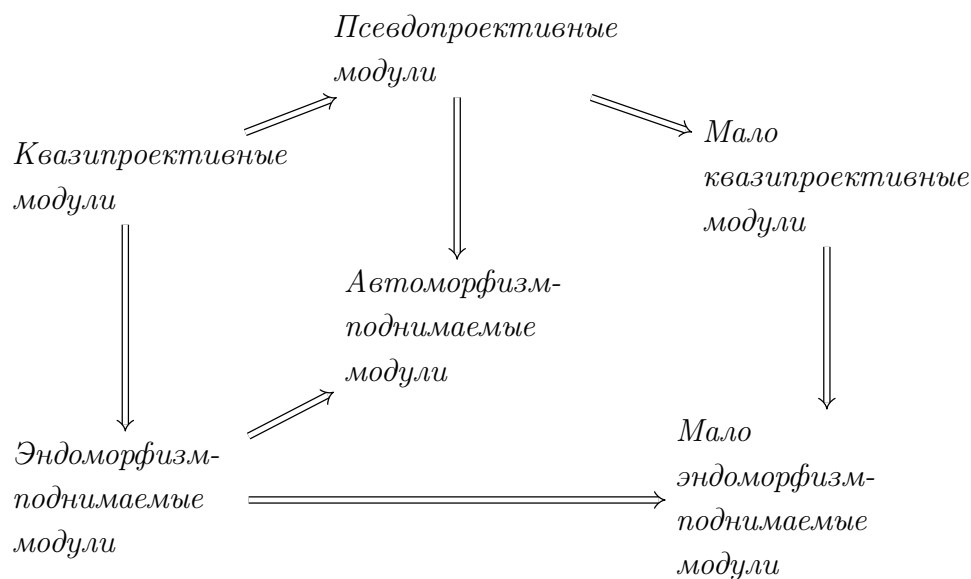 Псевдопроективные
модули
Квазипроективные
модули
Мало
квазипроективные
модули
Автоморфизм-
поднимаемые
модули
Эндоморфизм-
поднимаемые
модули
Мало
эндоморфизм-
поднимаемые
модули